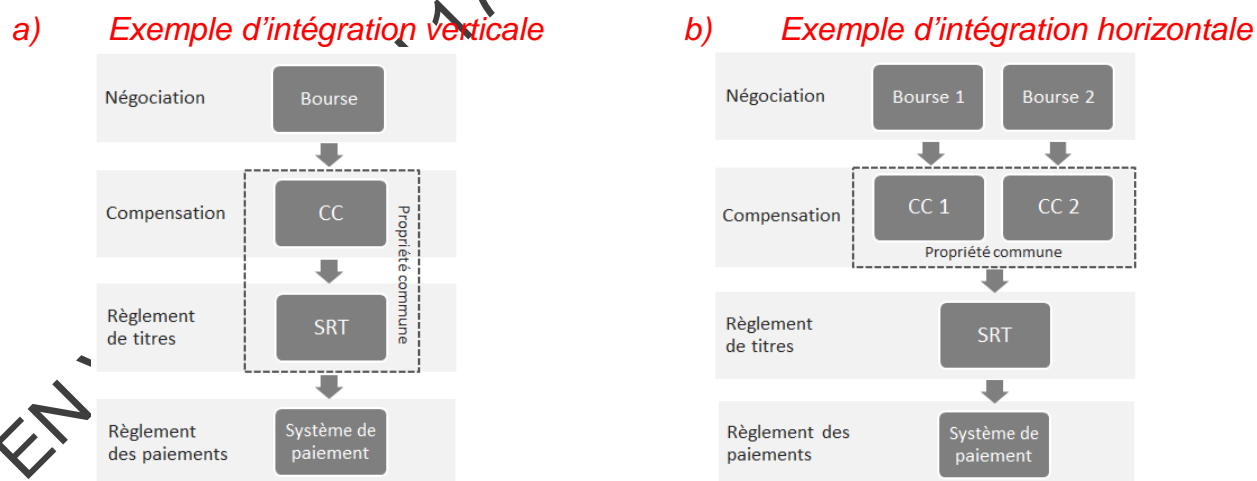 a) Exemple d'intégration verticale
Négociation
Bourse
Compensation
CC
Propriété commune
Règlement
de titres
SRT
Règlement
des paiements
Système de
paiement
b) Exemple d'intégration horizontale
Négociation
Bourse 1
Bourse 2
Compensation
CC 1
CC 2
Propriété commune
Règlement
de titres
SRT
Règlement des
paiements
Système de
paiement
EN